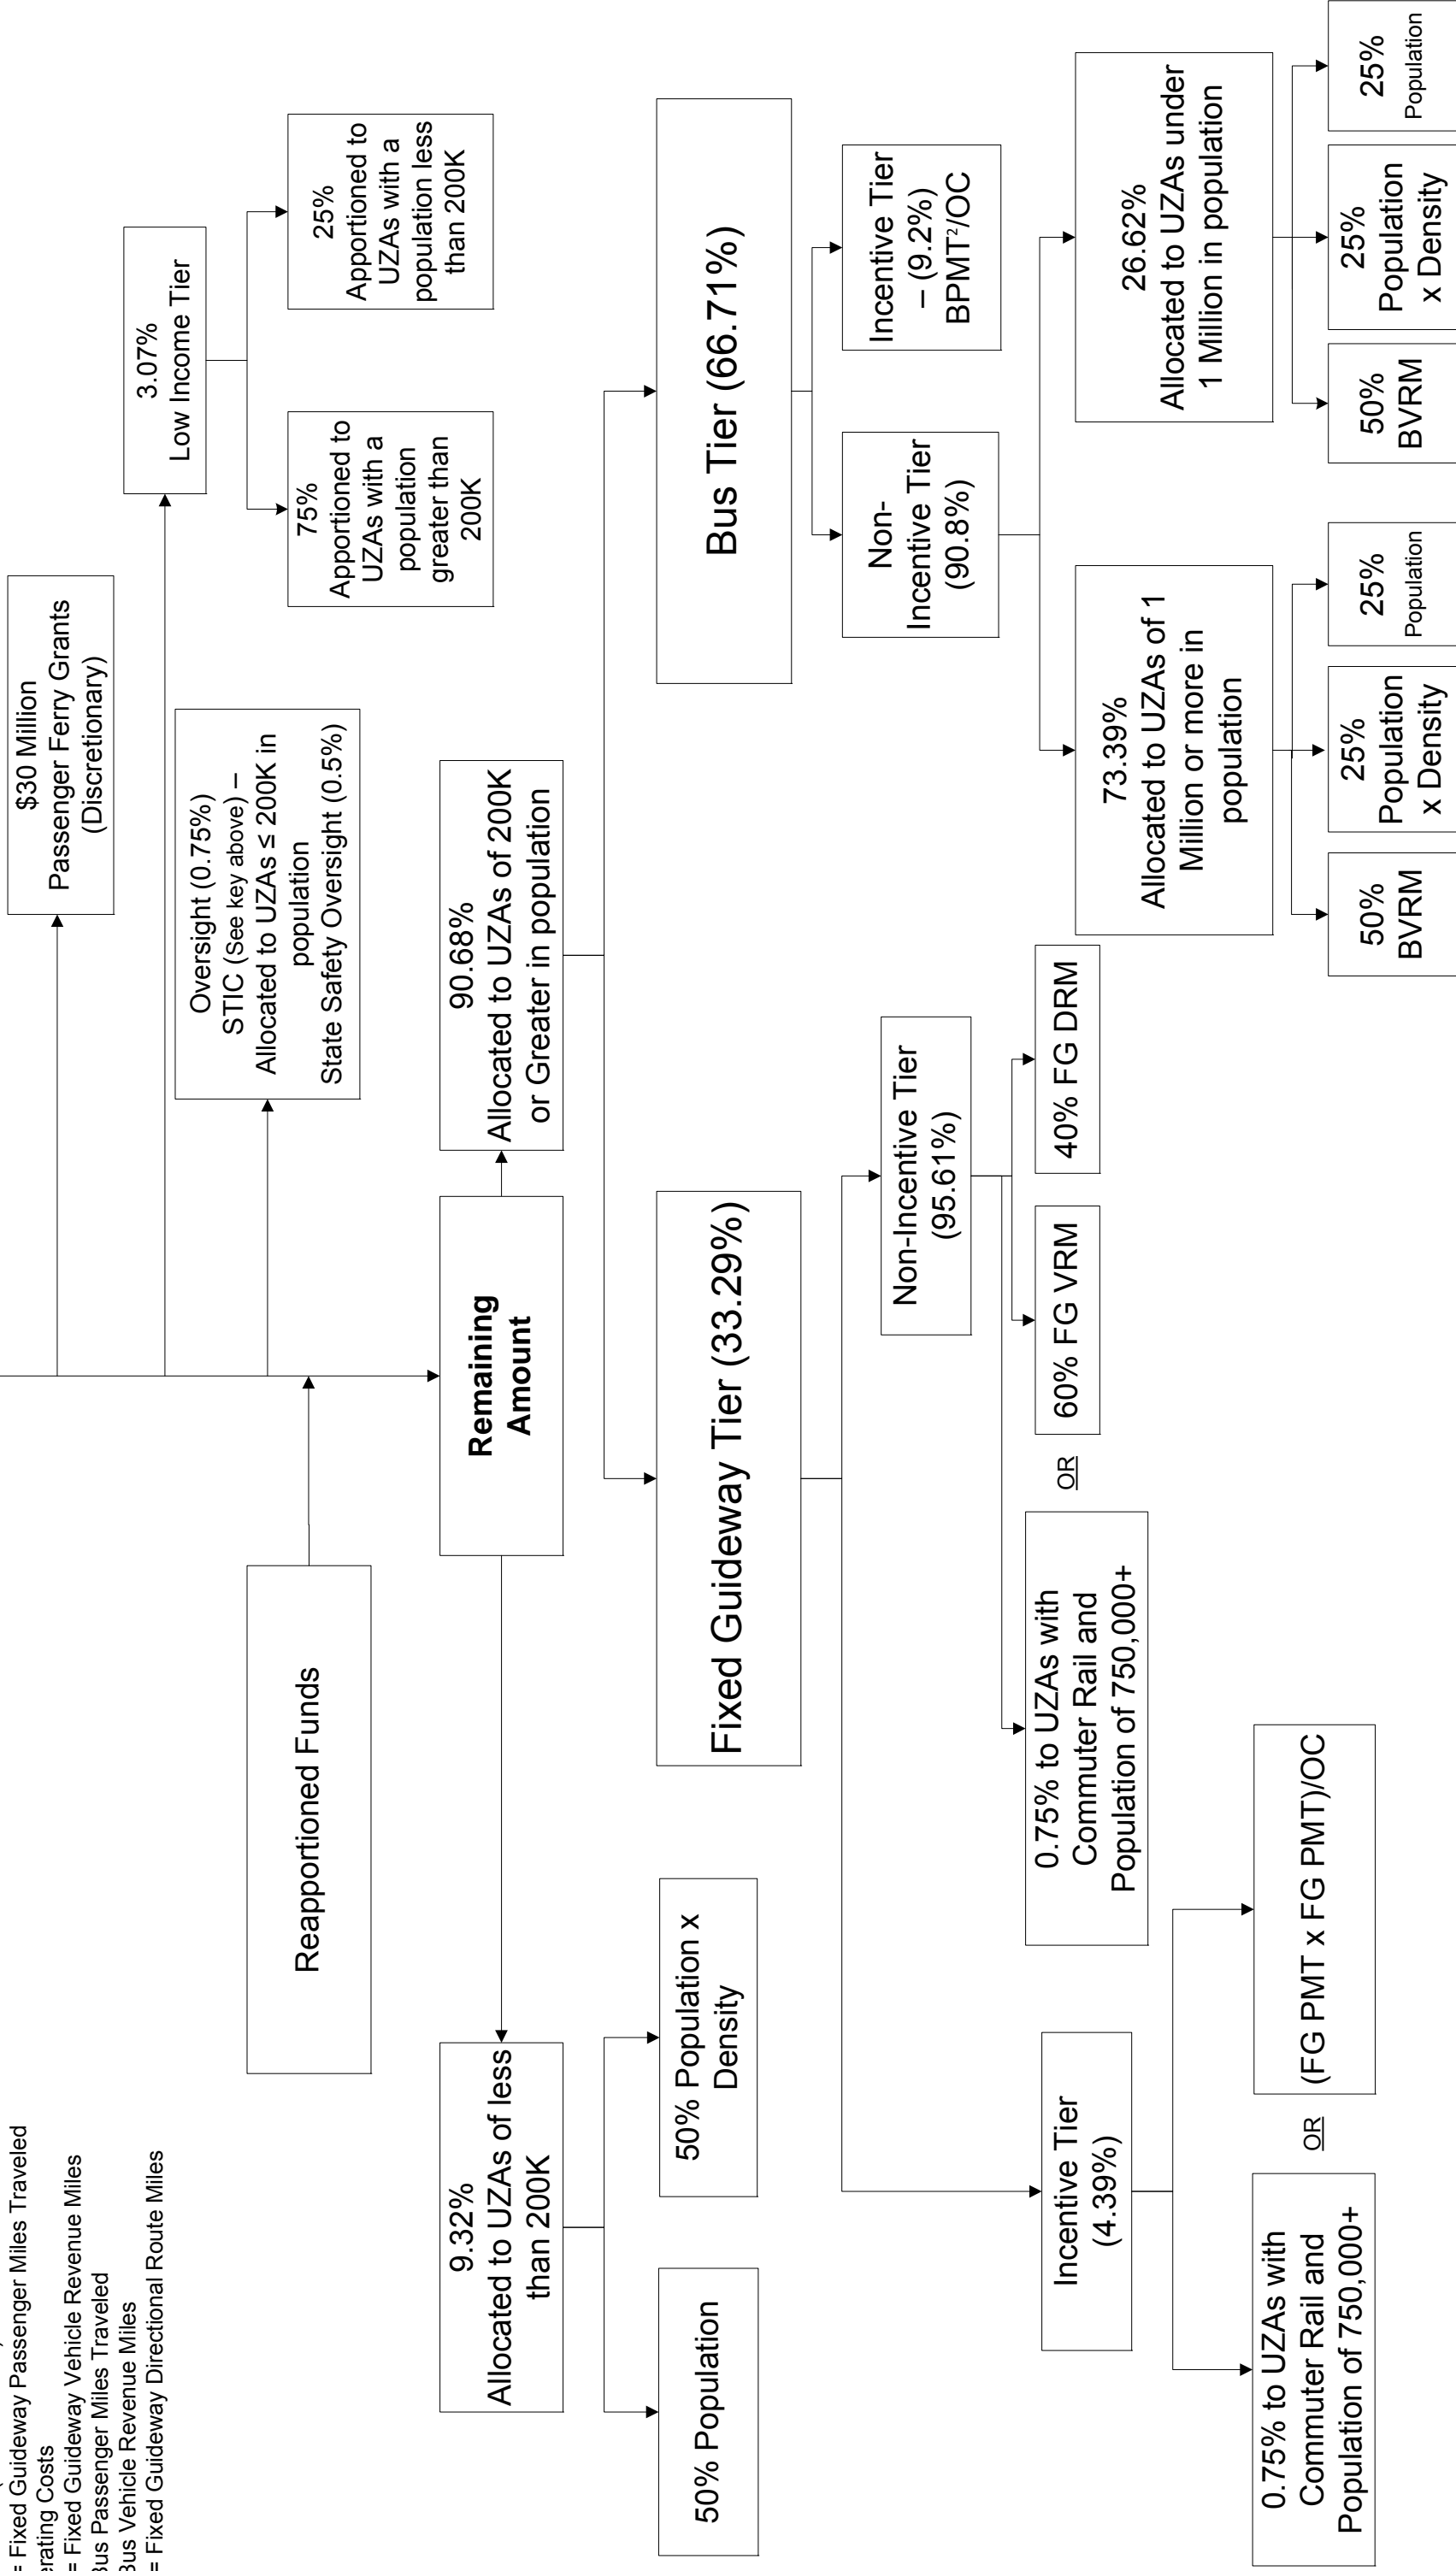 = Fixed Guideway Passenger Miles Traveled
erating Costs
= Fixed Guideway Vehicle Revenue Miles
Bus Passenger Miles Traveled
Bus Vehicle Revenue Miles
= Fixed Guideway Directional Route Miles
$30 Million
Passenger Ferry Grants
(Discretionary)
3.07%
Low Income Tier
75%
Apportioned to
UZAs with a
population
greater than
200K
25%
Apportioned to
UZAs with a
population less
than 200K
Oversight (0.75%)
STIC (See key above) –
Allocated to UZAs ≤ 200K in
population
State Safety Oversight (0.5%)
Reapportioned Funds
Remaining
Amount
9.32%
Allocated to UZAs of less
than 200K
90.68%
Allocated to UZAs of 200K
or Greater in population
50% Population
50% Population x
Density
Fixed Guideway Tier (33.29%)
Bus Tier (66.71%)
Incentive Tier
(4.39%)
Non-Incentive Tier
(95.61%)
Non-
Incentive Tier
(90.8%)
Incentive Tier
– (9.2%)
BPMT²/OC
0.75% to UZAs with
Commuter Rail and
Population of 750,000+
OR
60% FG VRM
40% FG DRM
0.75% to UZAs with
Commuter Rail and
Population of 750,000+
OR
(FG PMT x FG PMT)/OC
73.39%
Allocated to UZAs of 1
Million or more in
population
26.62%
Allocated to UZAs under
1 Million in population
50%
BVRM
25%
Population
x Density
25%
Population
50%
BVRM
25%
Population
x Density
25%
Population